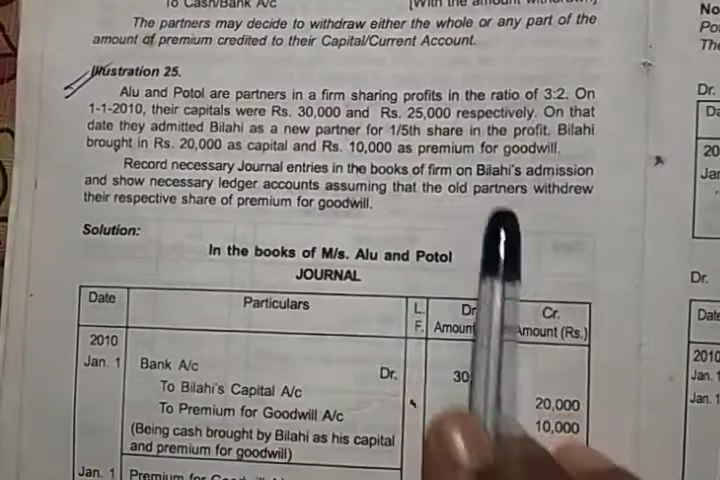 To Cash/Bank A/c [With the amount withdrawn]
The partners may decide to withdraw either the whole or any part of the
amount of premium credited to their Capital/Current Account.
Illustration 25.
Alu and Potol are partners in a firm sharing profits in the ratio of 3:2. On
1-1-2010, their capitals were Rs. 30,000 and Rs. 25,000 respectively. On that
date they admitted Bilahi as a new partner for 1/5th share in the profit. Bilahi
brought in Rs. 20,000 as capital and Rs. 10,000 as premium for goodwill.
Record necessary Journal entries in the books of firm on Bilahi's admission
and show necessary ledger accounts assuming that the old partners withdrew
their respective share of premium for goodwill.
Solution:
In the books of M/s. Alu and Potol
JOURNAL
Date Particulars L. Dr Cr.
F. Amount Amount (Rs.)
2010
Jan. 1 Bank A/c Dr. 30
To Bilahi's Capital A/c 20,000
To Premium for Goodwill A/c 10,000
(Being cash brought by Bilahi as his capital
and premium for goodwill)
Jan. 1 Premium for
No
Po
The
Dr.
Da
20
Jar
Dr.
Date
2010
Jan. 1
Jan. 1